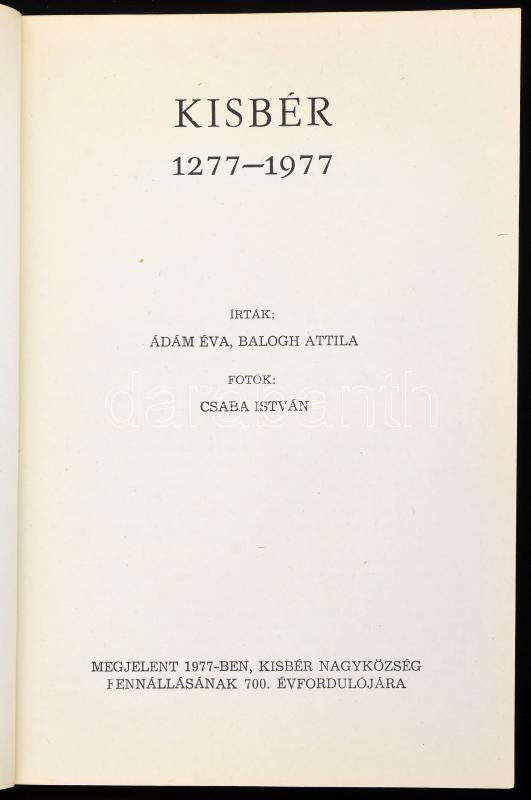 KISBÉR
1277—1977
ÍRTÁK:
ÁDÁM ÉVA, BALOGH ATTILA
FOTÓK:
CSABA ISTVÁN
darabanth
MEGJELENT 1977-BEN, KISBÉR NAGYKÖZSÉG
FENNÁLLÁSÁNAK 700. ÉVFORDULÓJÁRA